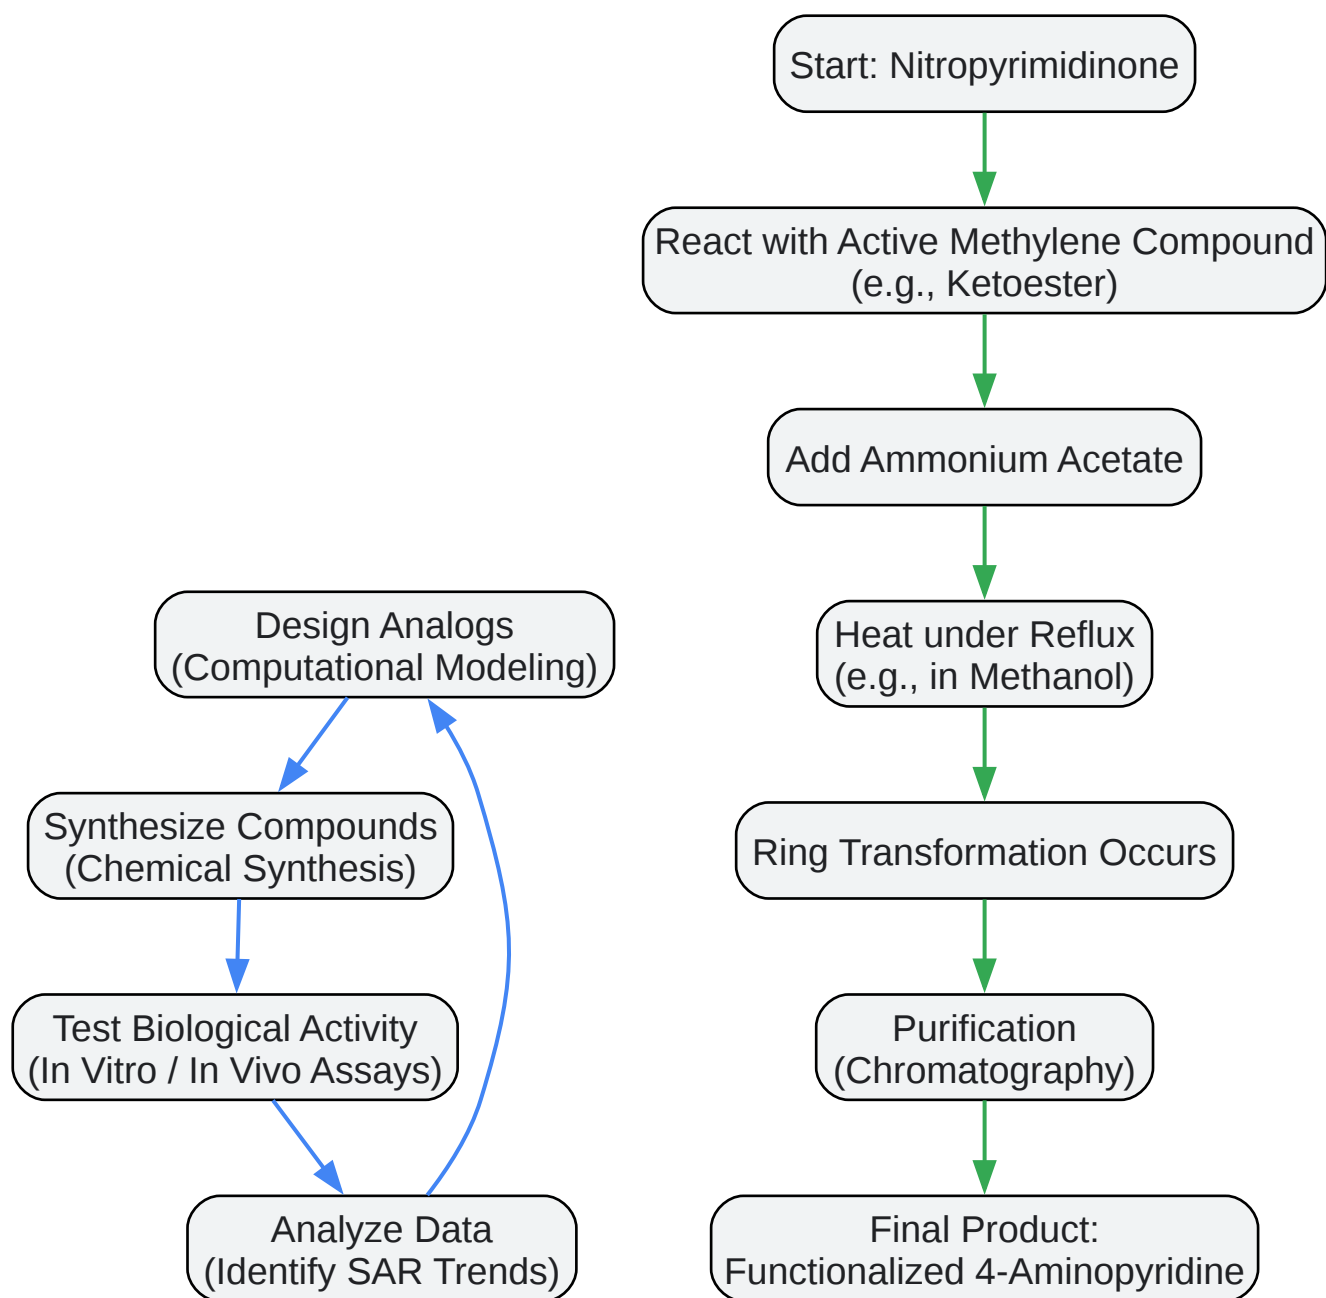 Start: Nitropyrimidinone
React with Active Methylene Compound
(e.g., Ketoester)
Add Ammonium Acetate
Heat under Reflux
(e.g., in Methanol)
Ring Transformation Occurs
Purification
(Chromatography)
Final Product:
Functionalized 4-Aminopyridine
Design Analogs
(Computational Modeling)
Synthesize Compounds
(Chemical Synthesis)
Test Biological Activity
(In Vitro / In Vivo Assays)
Analyze Data
(Identify SAR Trends)